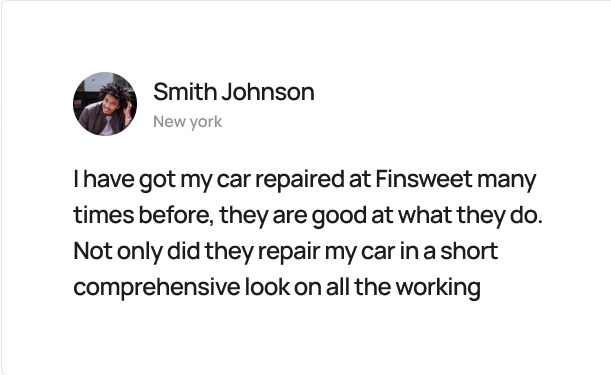 Smith Johnson
New york
I have got my car repaired at Finsweet many
times before, they are good at what they do.
Not only did they repair my car in a short
comprehensive look on all the working